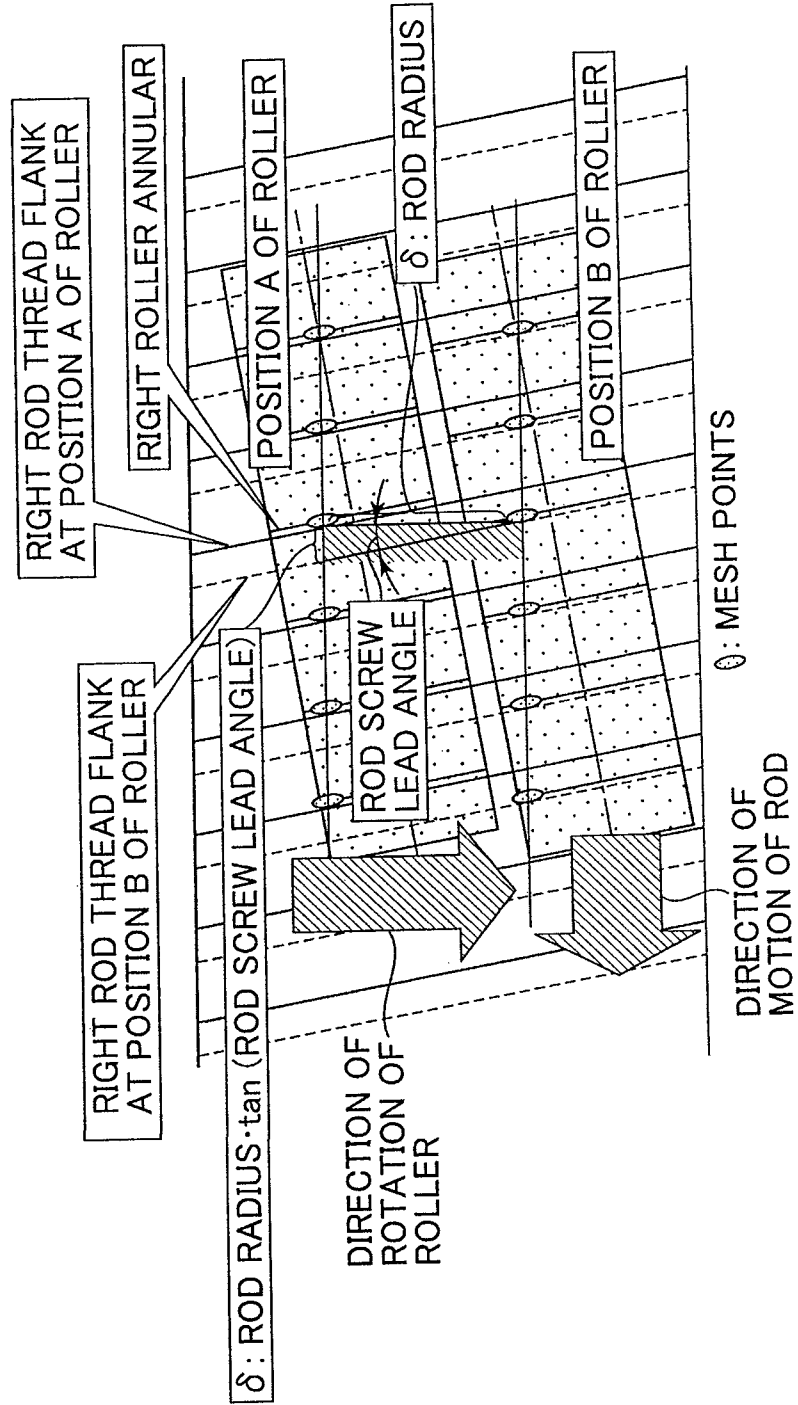 RIGHT ROD THREAD FLANK
AT POSITION A OF ROLLER
RIGHT ROD THREAD FLANK
AT POSITION B OF ROLLER
RIGHT ROLLER ANNULAR
δ : ROD RADIUS·tan (ROD SCREW LEAD ANGLE)
POSITION A OF ROLLER
ROD SCREW
LEAD ANGLE
δ : ROD RADIUS
DIRECTION OF
ROTATION OF
ROLLER
POSITION B OF ROLLER
: MESH POINTS
DIRECTION OF
MOTION OF ROD